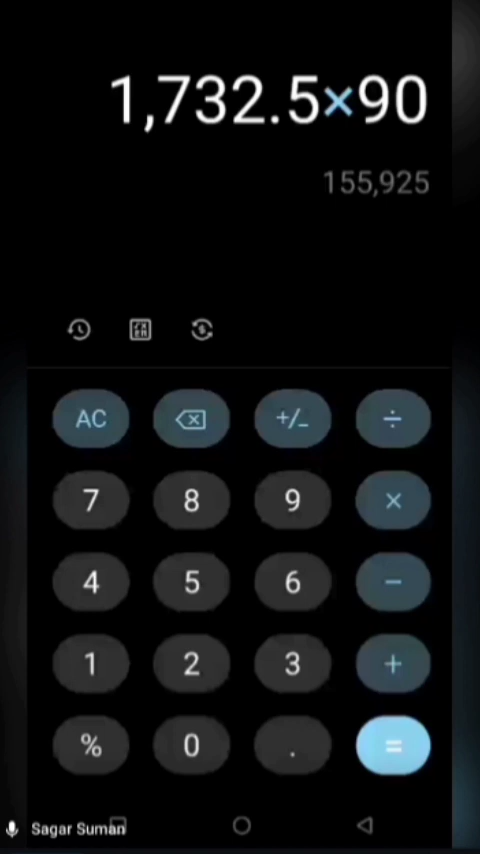 1,732.5×90
155,925
AC +/− ÷
7 8 9 ×
4 5 6 −
1 2 3 +
% 0 . =
Sagar Suman